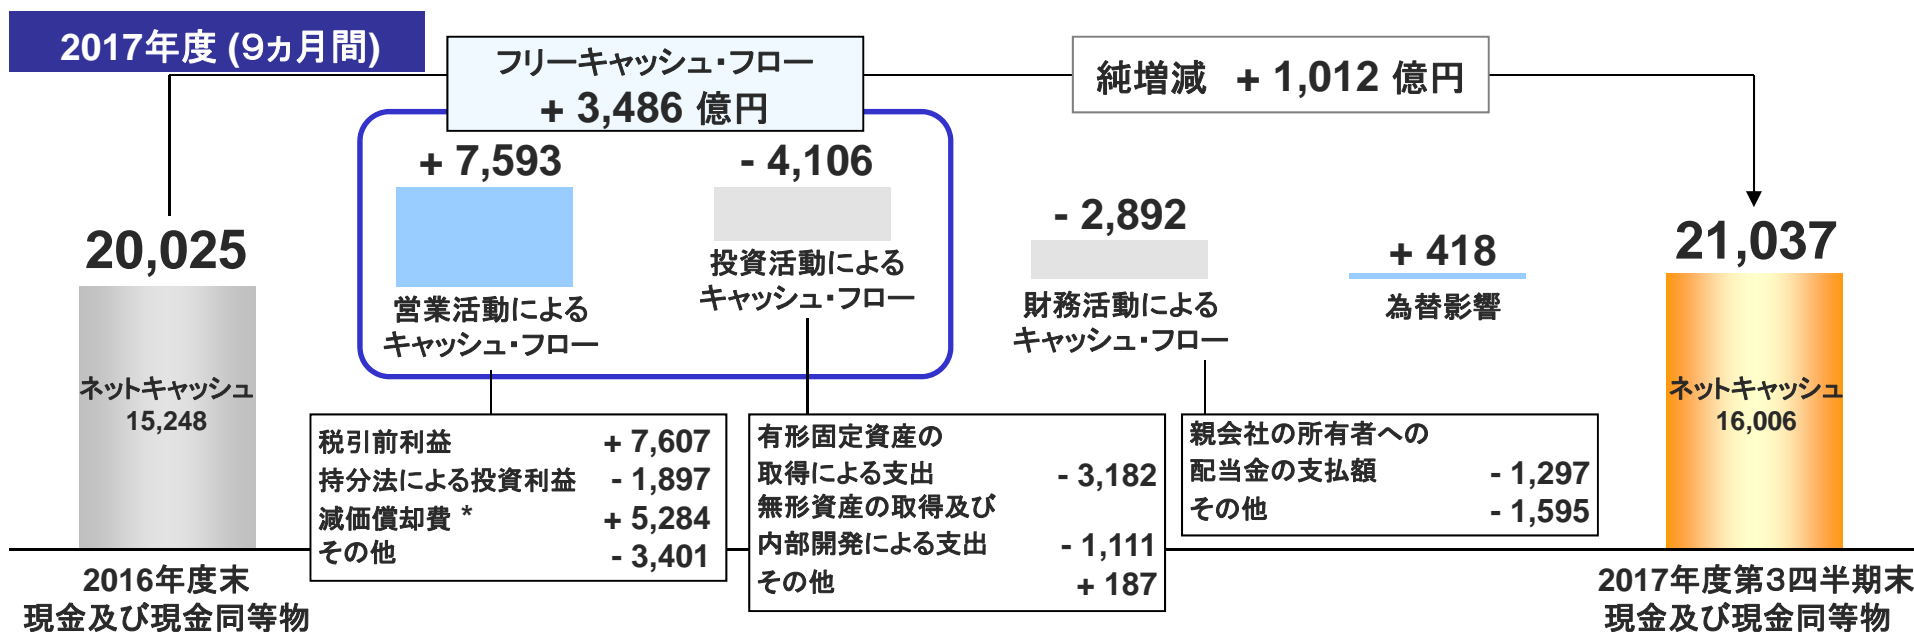 2017年度 (9ヵ月間)
フリーキャッシュ・フロー
+ 3,486 億円
純増減 + 1,012 億円
+ 7,593
- 4,106
- 2,892
+ 418
20,025
21,037
営業活動による
キャッシュ・フロー
投資活動による
キャッシュ・フロー
財務活動による
キャッシュ・フロー
為替影響
ネットキャッシュ
15,248
ネットキャッシュ
16,006
税引前利益 + 7,607
持分法による投資利益 - 1,897
減価償却費 * + 5,284
その他 - 3,401
有形固定資産の
取得による支出 - 3,182
無形資産の取得及び
内部開発による支出 - 1,111
その他 + 187
親会社の所有者への
配当金の支払額 - 1,297
その他 - 1,595
2016年度末
現金及び現金同等物
2017年度第3四半期末
現金及び現金同等物